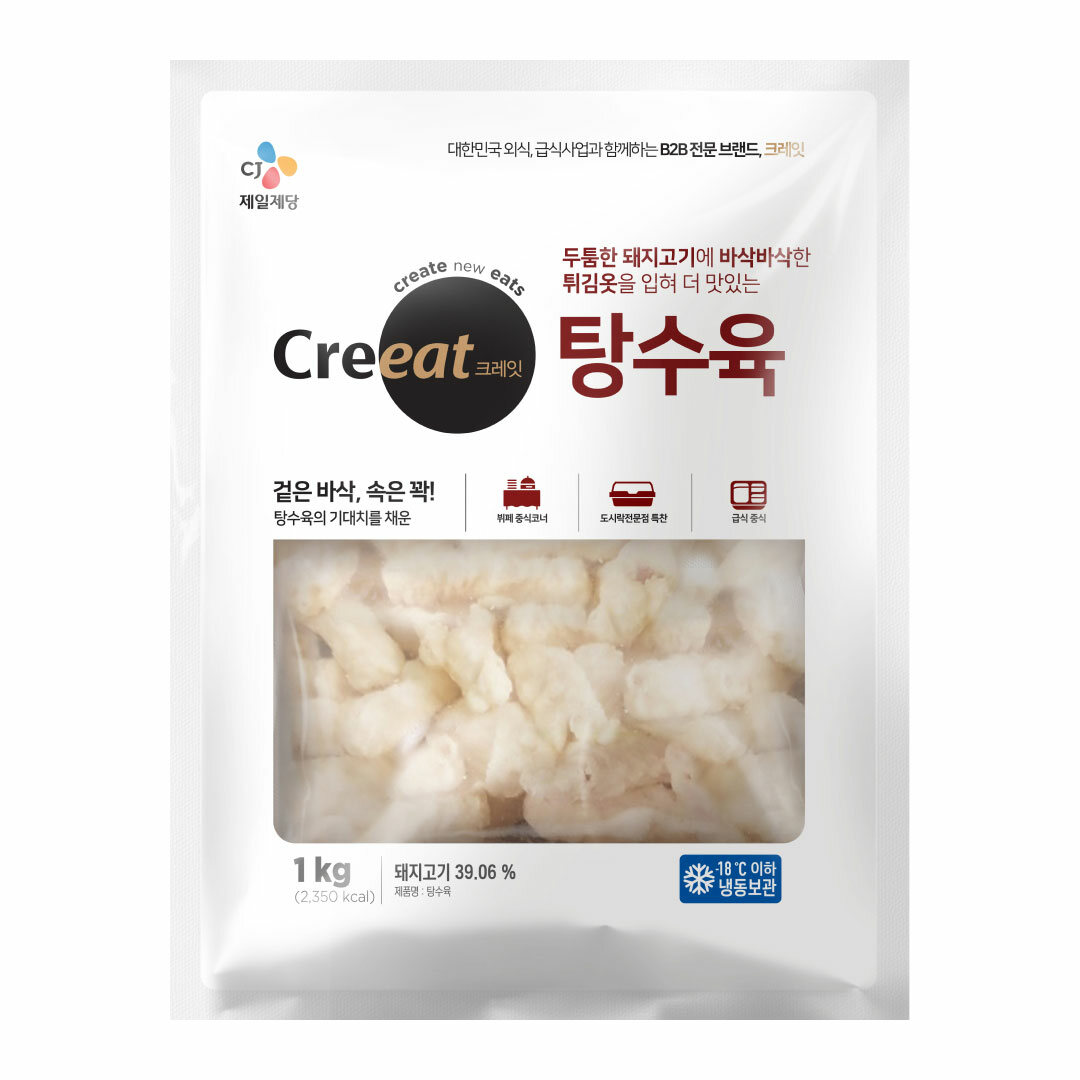 CJ
제일제당
대한민국 외식, 급식사업과 함께하는 B2B 전문 브랜드, 크레잇
create new eats
Creeat 크레잇
두툼한 돼지고기에 바삭바삭한
튀김옷을 입혀 더 맛있는
탕수육
겉은 바삭, 속은 꽉!
탕수육의 기대치를 채운
뷔페 중식코너
도시락전문점 특찬
급식 중식
1 kg
(2,350 kcal)
돼지고기 39.06 %
제품명 : 탕수육
-18 °C 이하
냉동보관